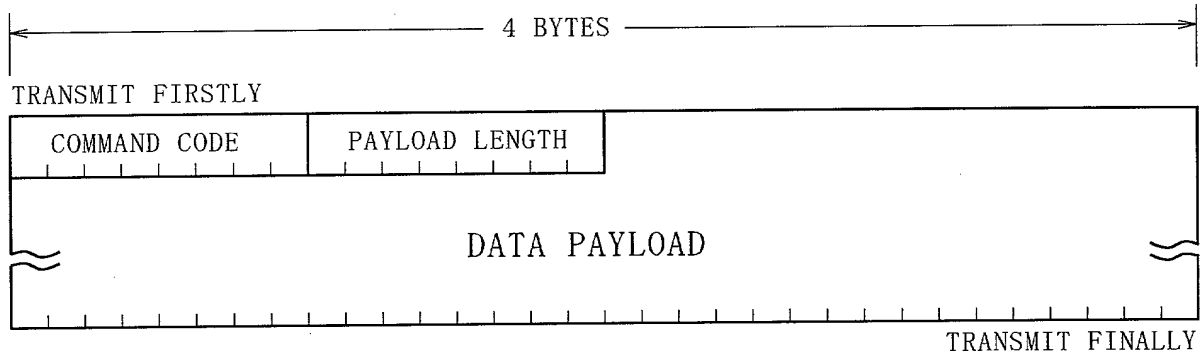 4 BYTES
TRANSMIT FIRSTLY
COMMAND CODE
PAYLOAD LENGTH
DATA PAYLOAD
TRANSMIT FINALLY